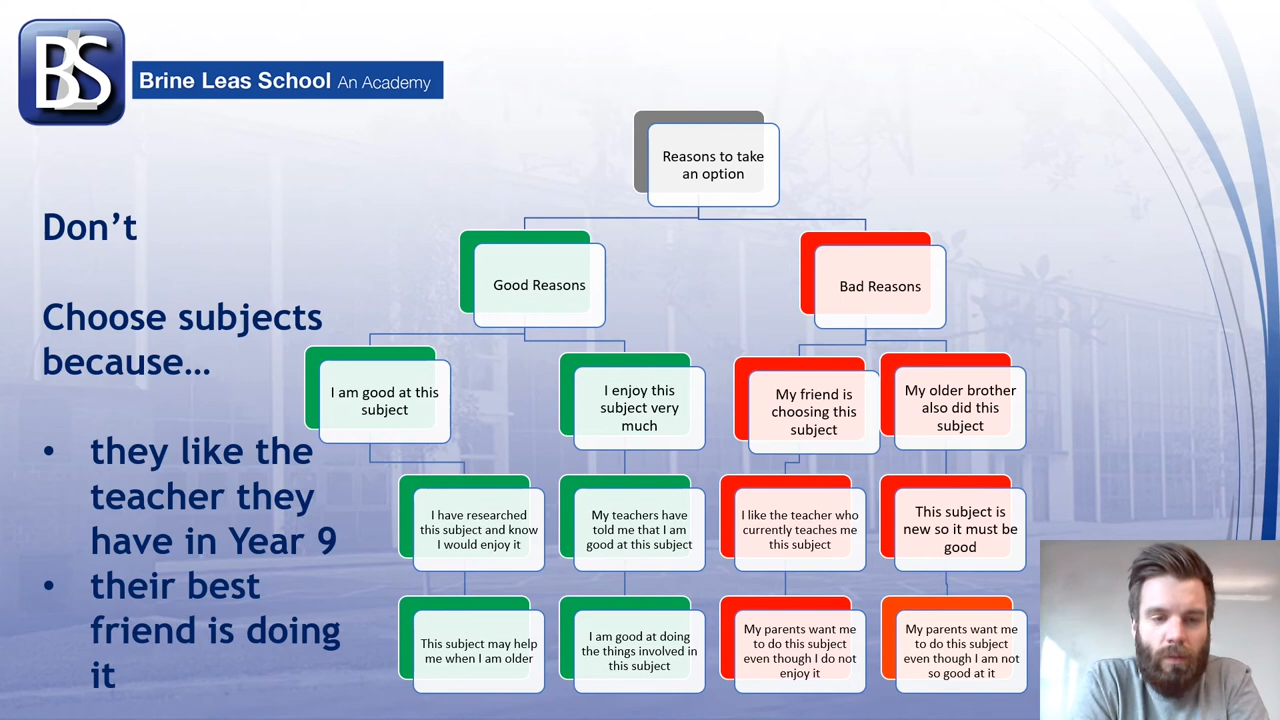 BLS
Brine Leas School An Academy
Reasons to take
an option
Good Reasons
Bad Reasons
Don’t
Choose subjects
because…
• they like the
teacher they
have in Year 9
• their best
friend is doing
it
I am good at this
subject
I enjoy this
subject very
much
My friend is
choosing this
subject
My older brother
also did this
subject
I have researched
this subject and know
I would enjoy it
My teachers have
told me that I am
good at this subject
I like the teacher who
currently teaches me
this subject
This subject is
new so it must be
good
This subject may help
me when I am older
I am good at doing
the things involved in
this subject
My parents want me
to do this subject
even though I do not
enjoy it
My parents want me
to do this subject
even though I am not
so good at it